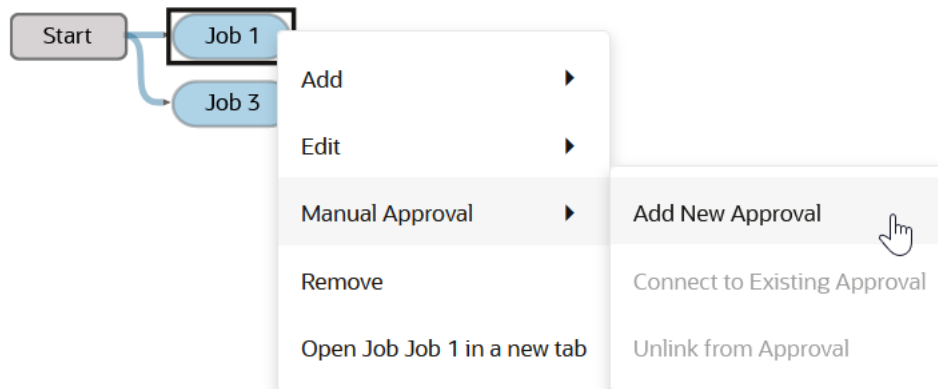 Start
Job 1
Job 3
Add
Edit
Manual Approval
Remove
Open Job Job 1 in a new tab
Add New Approval
Connect to Existing Approval
Unlink from Approval